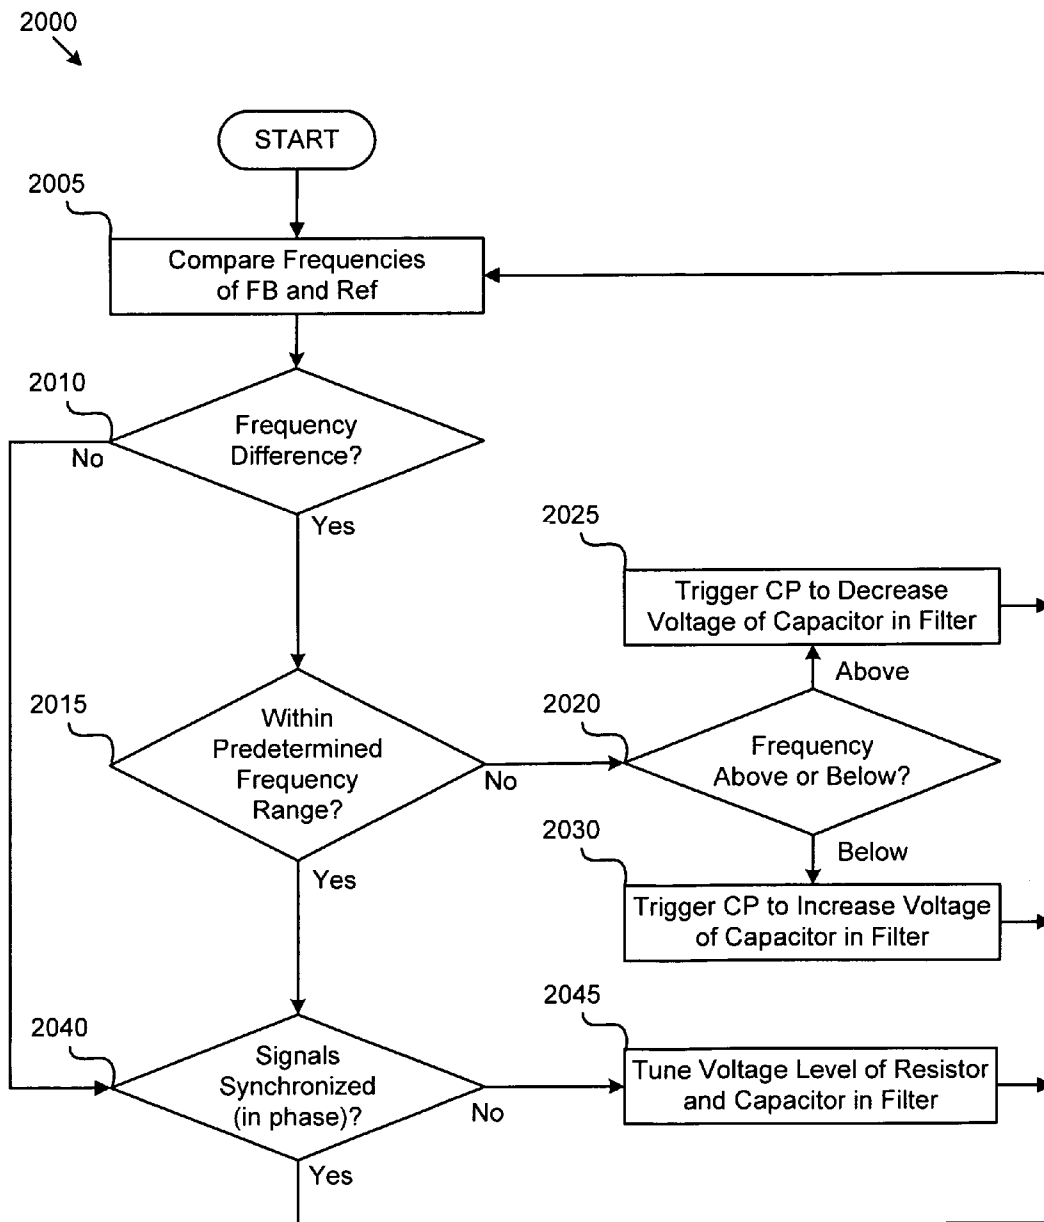 2000
START
2005
Compare Frequencies
of FB and Ref
2010
Frequency
Difference?
No
Yes
2025
Trigger CP to Decrease
Voltage of Capacitor in Filter
Above
2015
Within
Predetermined
Frequency
Range?
No
2020
Frequency
Above or Below?
Yes
2030
Below
Trigger CP to Increase Voltage
of Capacitor in Filter
2040
Signals
Synchronized
(in phase)?
No
2045
Tune Voltage Level of Resistor
and Capacitor in Filter
Yes